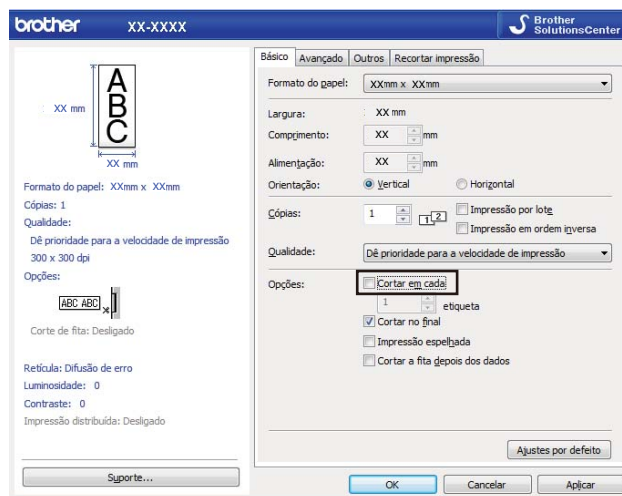 brother XX-XXXX
Brother
SolutionsCenter
A
B
C
XX mm
XX mm
Formato do papel: XXmm x XXmm
Cópias: 1
Qualidade:
Dê prioridade para a velocidade de impressão
300 x 300 dpi
Opções:
ABC ABC
Corte de fita: Desligado
Retícula: Difusão de erro
Luminosidade: 0
Contraste: 0
Impressão distribuída: Desligado
Suporte...
Básico Avançado Outros Recortar impressão
Formato do papel: XXmm x XXmm
Largura: XX mm
Comprimento: XX mm
Alimentação: XX mm
Orientação: Vertical Horizontal
Cópias: 1 1 2 Impressão por lote
Impressão em ordem inversa
Qualidade: Dê prioridade para a velocidade de impressão
Opções: Cortar em cada
1 etiqueta
Cortar no final
Impressão espelhada
Cortar a fita depois dos dados
Ajustes por defeito
OK Cancelar Aplicar